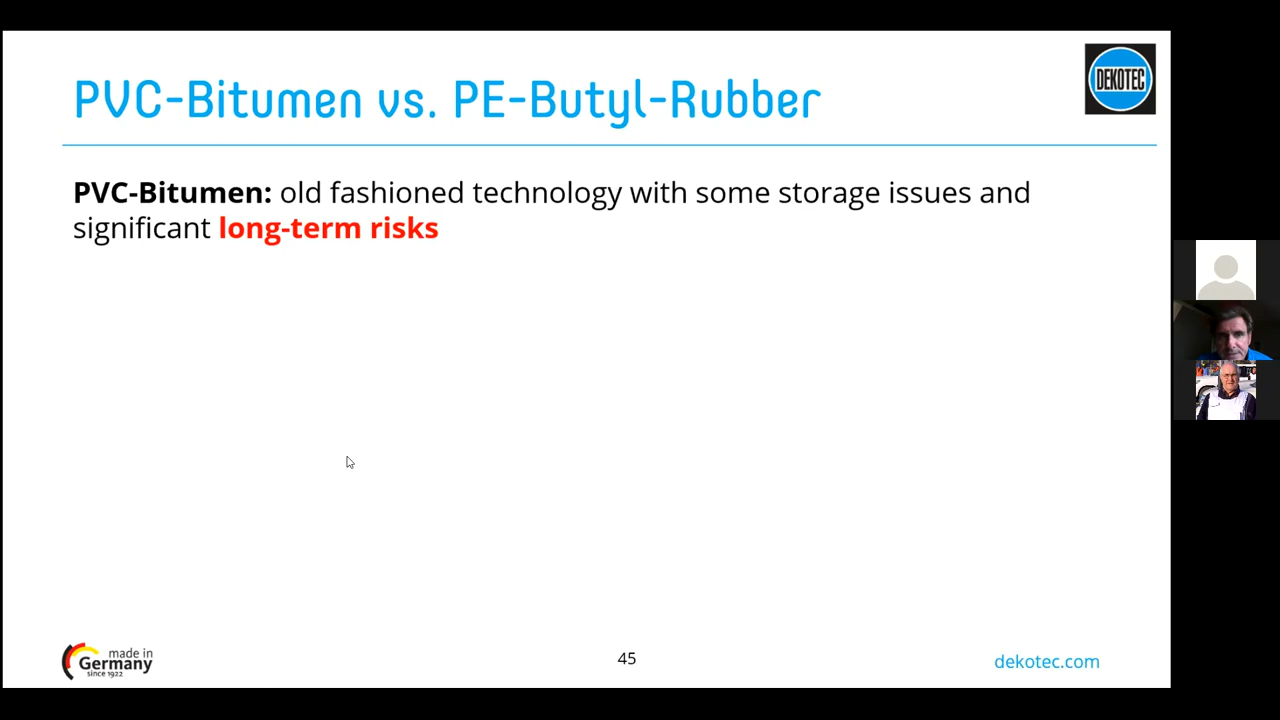 PVC-Bitumen vs. PE-Butyl-Rubber
DEKOTEC
PVC-Bitumen: old fashioned technology with some storage issues and
significant long-term risks
made in
Germany
since 1922
45
dekotec.com